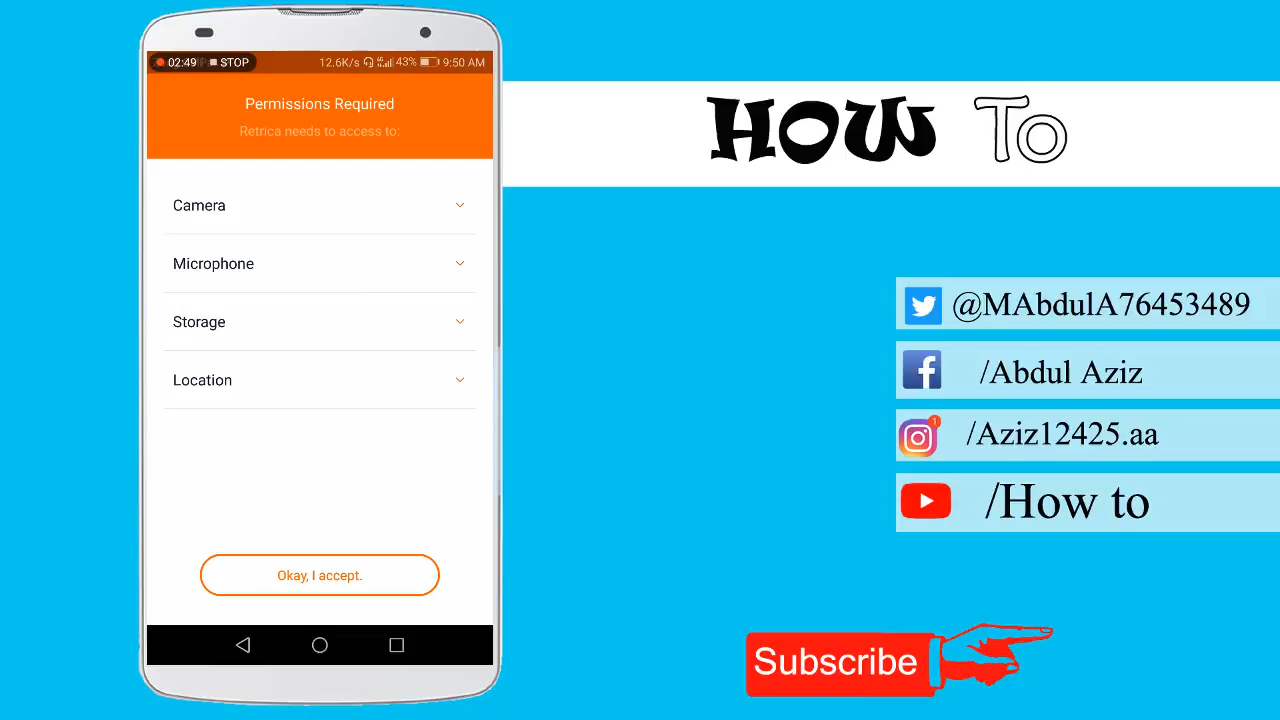 02:49 STOP 12.6K/s 43% 9:50 AM
Permissions Required
Retrica needs to access to:
Camera
Microphone
Storage
Location
Okay, I accept.
HOW To
@MAbdulA76453489
/Abdul Aziz
1
/Aziz12425.aa
/How to
Subscribe